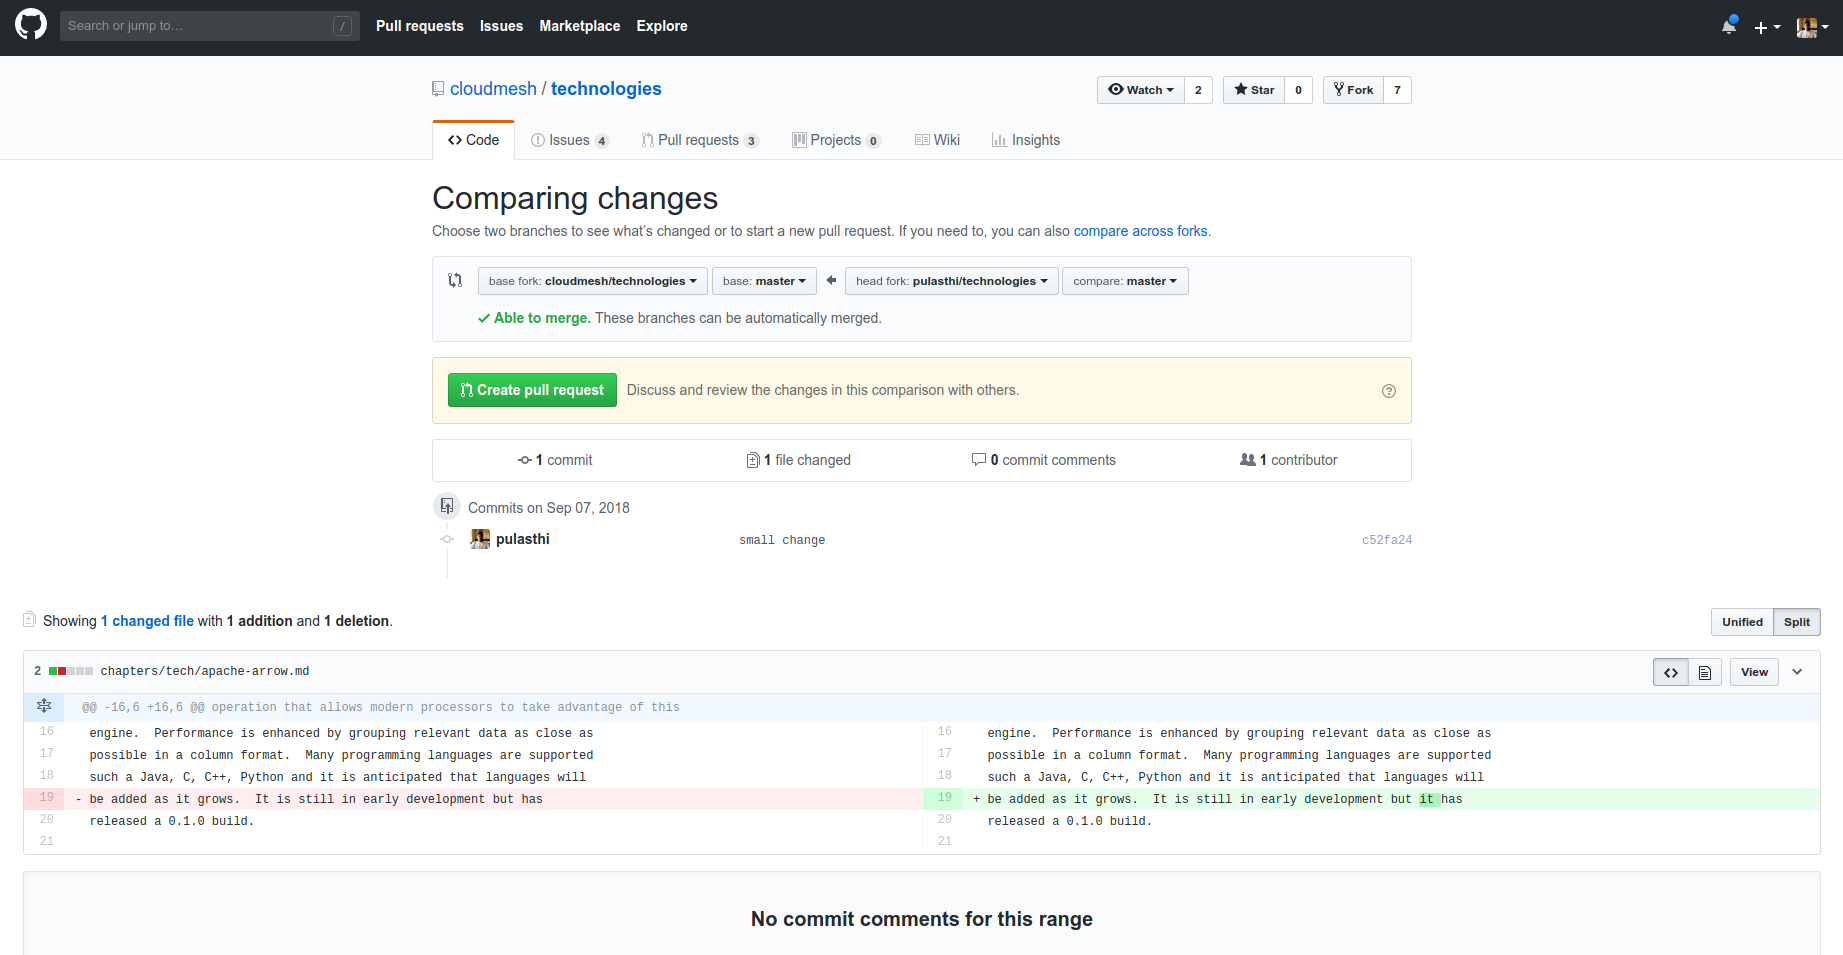 Search or jump to… /
Pull requests Issues Marketplace Explore
cloudmesh / technologies
Watch 2 Star 0 Fork 7
Code Issues 4 Pull requests 3 Projects 0 Wiki Insights
Comparing changes
Choose two branches to see what's changed or to start a new pull request. If you need to, you can also compare across forks.
base fork: cloudmesh/technologies base: master head fork: pulasthi/technologies compare: master
Able to merge. These branches can be automatically merged.
Create pull request Discuss and review the changes in this comparison with others.
1 commit 1 file changed 0 commit comments 1 contributor
Commits on Sep 07, 2018
pulasthi small change c52fa24
Showing 1 changed file with 1 addition and 1 deletion.
Unified Split
2 chapters/tech/apache-arrow.md View
@@ -16,6 +16,6 @@ operation that allows modern processors to take advantage of this
16 engine.  Performance is enhanced by grouping relevant data as close as 16 engine.  Performance is enhanced by grouping relevant data as close as
17 possible in a column format.  Many programming languages are supported 17 possible in a column format.  Many programming languages are supported
18 such a Java, C, C++, Python and it is anticipated that languages will 18 such a Java, C, C++, Python and it is anticipated that languages will
19 - be added as it grows.  It is still in early development but has 19 + be added as it grows.  It is still in early development but it has
20 released a 0.1.0 build. 20 released a 0.1.0 build.
21 21
No commit comments for this range